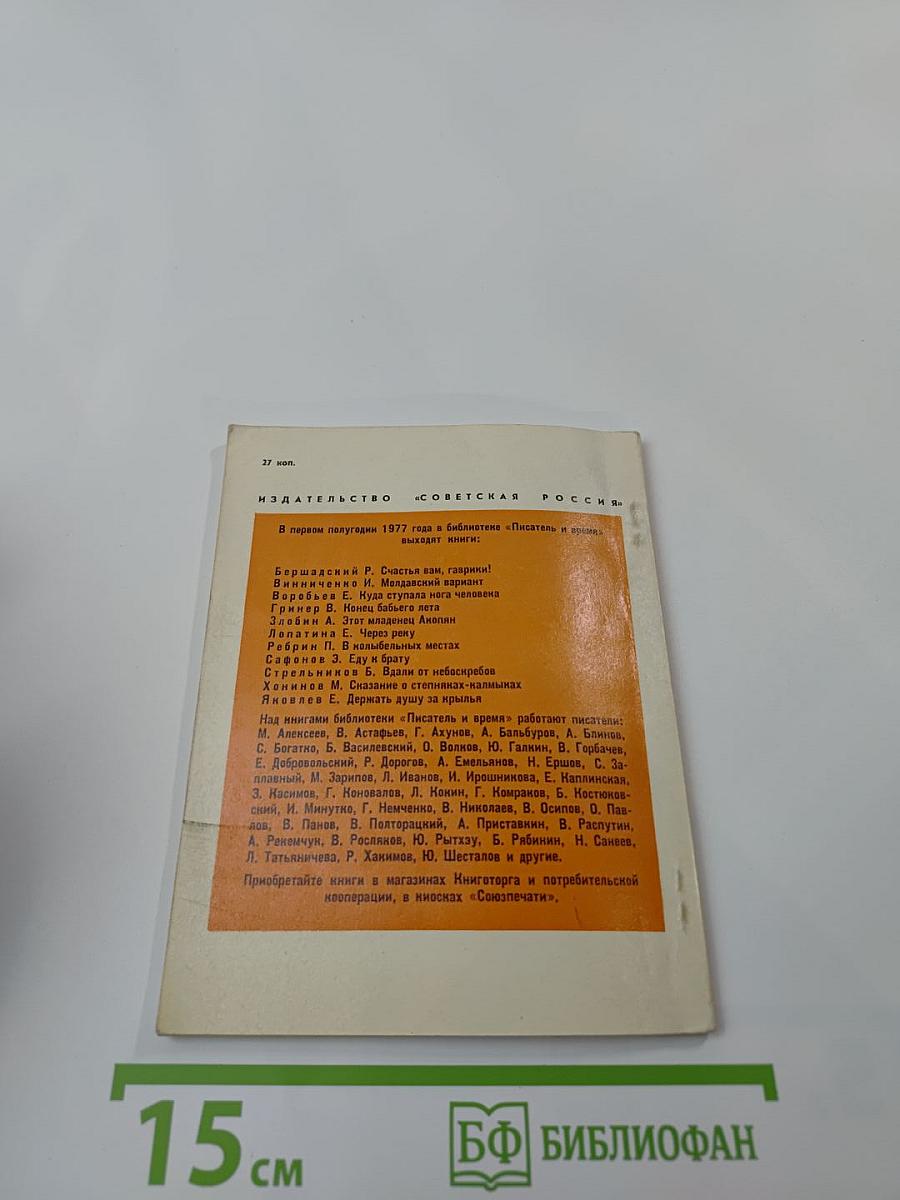 27 коп.
ИЗДАТЕЛЬСТВО «СОВЕТСКАЯ РОССИЯ»
В первом полугодии 1977 года в библиотеке «Писатель и время»
выходят книги:
Бершадский Р. Счастья вам, гаврики!
Винниченко И. Молдавский вариант
Воробьев Е. Куда ступала нога человека
Гринер В. Конец бабьего лета
Злобин А. Этот младенец Акопян
Лопатина Е. Через реку
Ребрин П. В колыбельных местах
Сафонов Э. Еду к брату
Стрельников Б. Вдали от небоскребов
Хонинов М. Сказание о степняках-калмыках
Яковлев Е. Держать душу за крылья
Над книгами библиотеки «Писатель и время» работают писатели:
М. Алексеев, В. Астафьев, Г. Ахунов, А. Бальбуров, А. Блинов,
С. Богатко, Б. Василевский, О. Волков, Ю. Галкин, В. Горбачев,
Е. Добровольский, Р. Дорогов, А. Емельянов, Н. Ершов, С. За-
плавный, М. Зарипов, Л. Иванов, И. Ирошникова, Е. Каплинская,
З. Касимов, Г. Коновалов, Л. Кокин, Г. Комраков, Б. Костюков-
ский, И. Минутко, Г. Немченко, В. Николаев, В. Осипов, О. Пав-
лов, В. Панов, В. Полторацкий, А. Приставкин, В. Распутин,
А. Рекемчук, В. Росляков, Ю. Рытхэу, Б. Рябинин, Н. Санеев,
Л. Татьяничева, Р. Хакимов, Ю. Шесталов и другие.
Приобретайте книги в магазинах Книготорга и потребительской
кооперации, в киосках «Союзпечати».
15 см
БФ БИБЛИОФАН